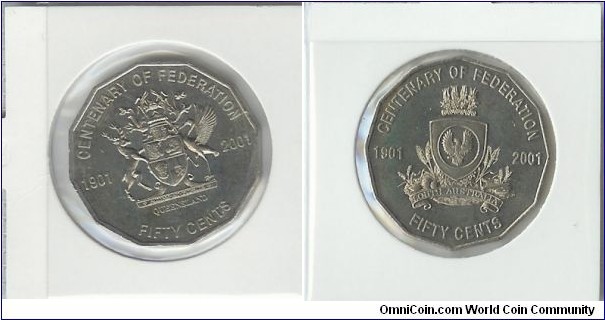 CENTENARY OF FEDERATION
1901
2001
QUEENSLAND
FIFTY CENTS
CENTENARY OF FEDERATION
1901
2001
SOUTH AUSTRALIA
FIFTY CENTS
OmniCoin.com World Coin Community